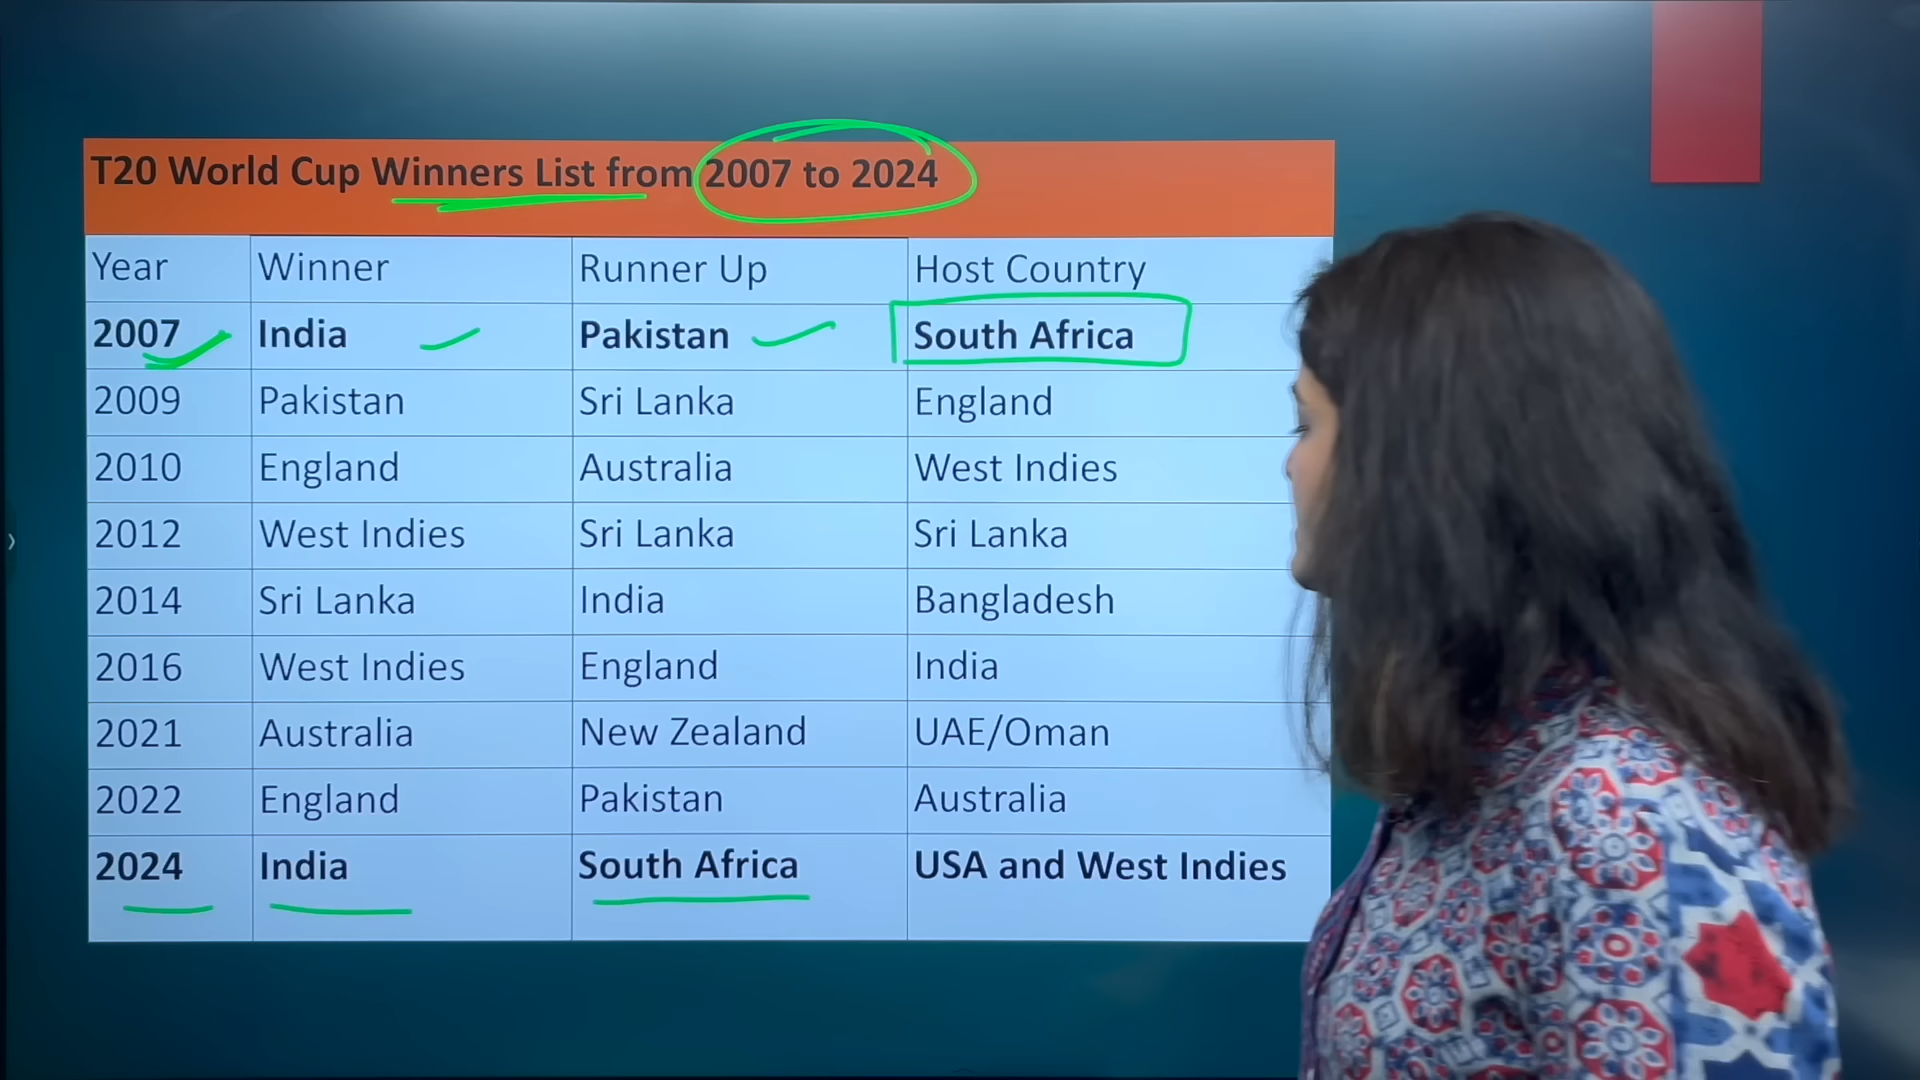 T20 World Cup Winners List from 2007 to 2024
Year Winner Runner Up Host Country
2007 India Pakistan South Africa
2009 Pakistan Sri Lanka England
2010 England Australia West Indies
2012 West Indies Sri Lanka Sri Lanka
2014 Sri Lanka India Bangladesh
2016 West Indies England India
2021 Australia New Zealand UAE/Oman
2022 England Pakistan Australia
2024 India South Africa USA and West Indies